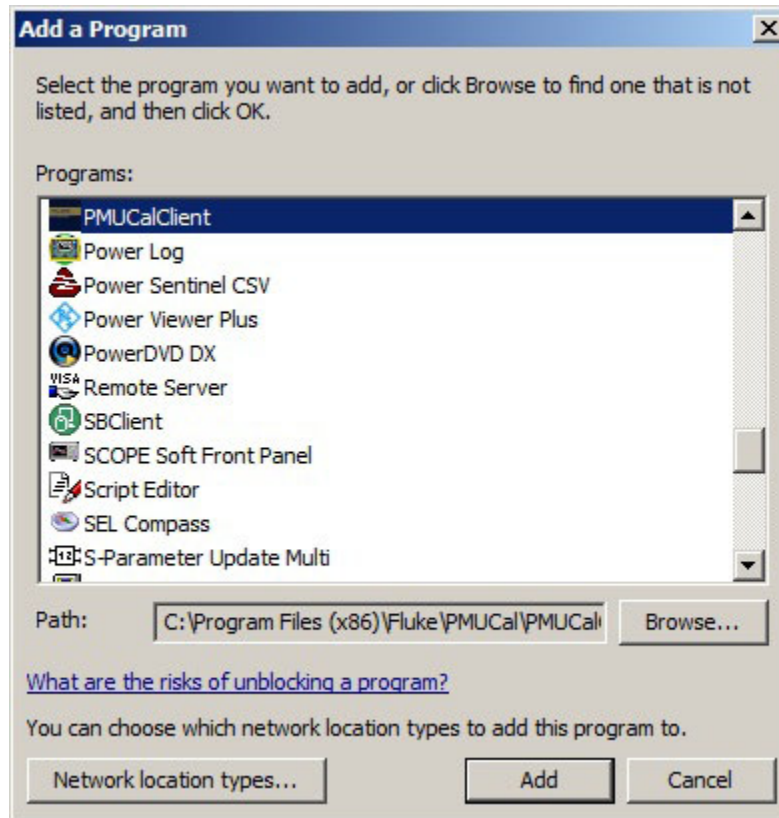 Add a Program
Select the program you want to add, or click Browse to find one that is not
listed, and then click OK.
Programs:
PMUCalClient
Power Log
Power Sentinel CSV
Power Viewer Plus
PowerDVD DX
VISA
Remote Server
SBClient
SCOPE Soft Front Panel
Script Editor
SEL Compass
S-Parameter Update Multi
Path:
C:\Program Files (x86)\Fluke\PMUCal\PMUCal
Browse...
What are the risks of unblocking a program?
You can choose which network location types to add this program to.
Network location types...
Add
Cancel